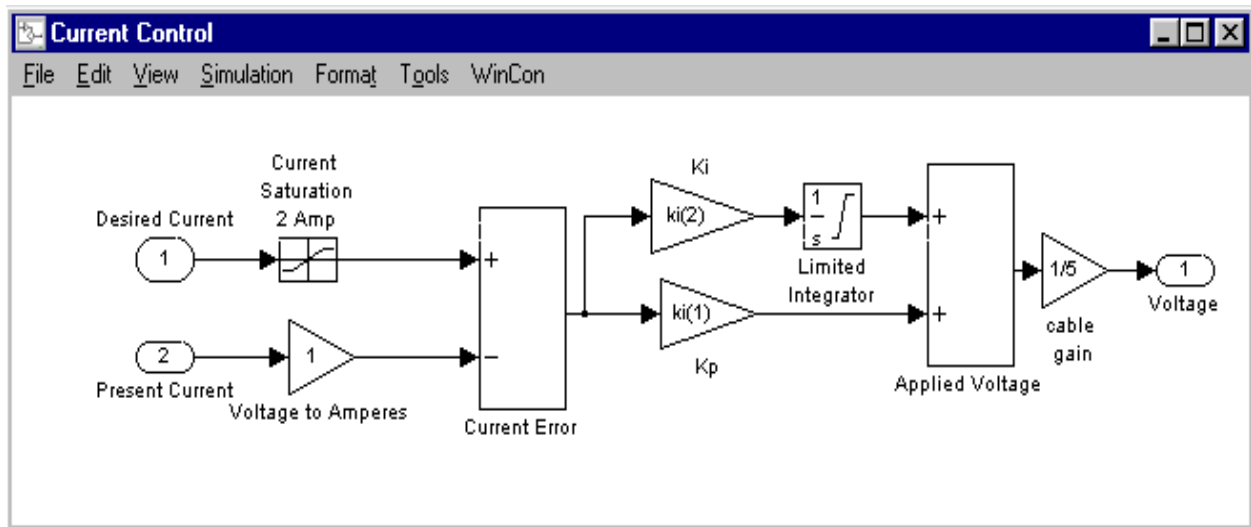 Current Control
File Edit View Simulation Format Tools WinCon
Current
Saturation
2 Amp
Desired Current
1
Present Current
2
1
Voltage to Amperes
+
−
Current Error
Ki
ki(2)
1
s
Limited
Integrator
ki(1)
Kp
+
+
Applied Voltage
1/5
cable
gain
1
Voltage